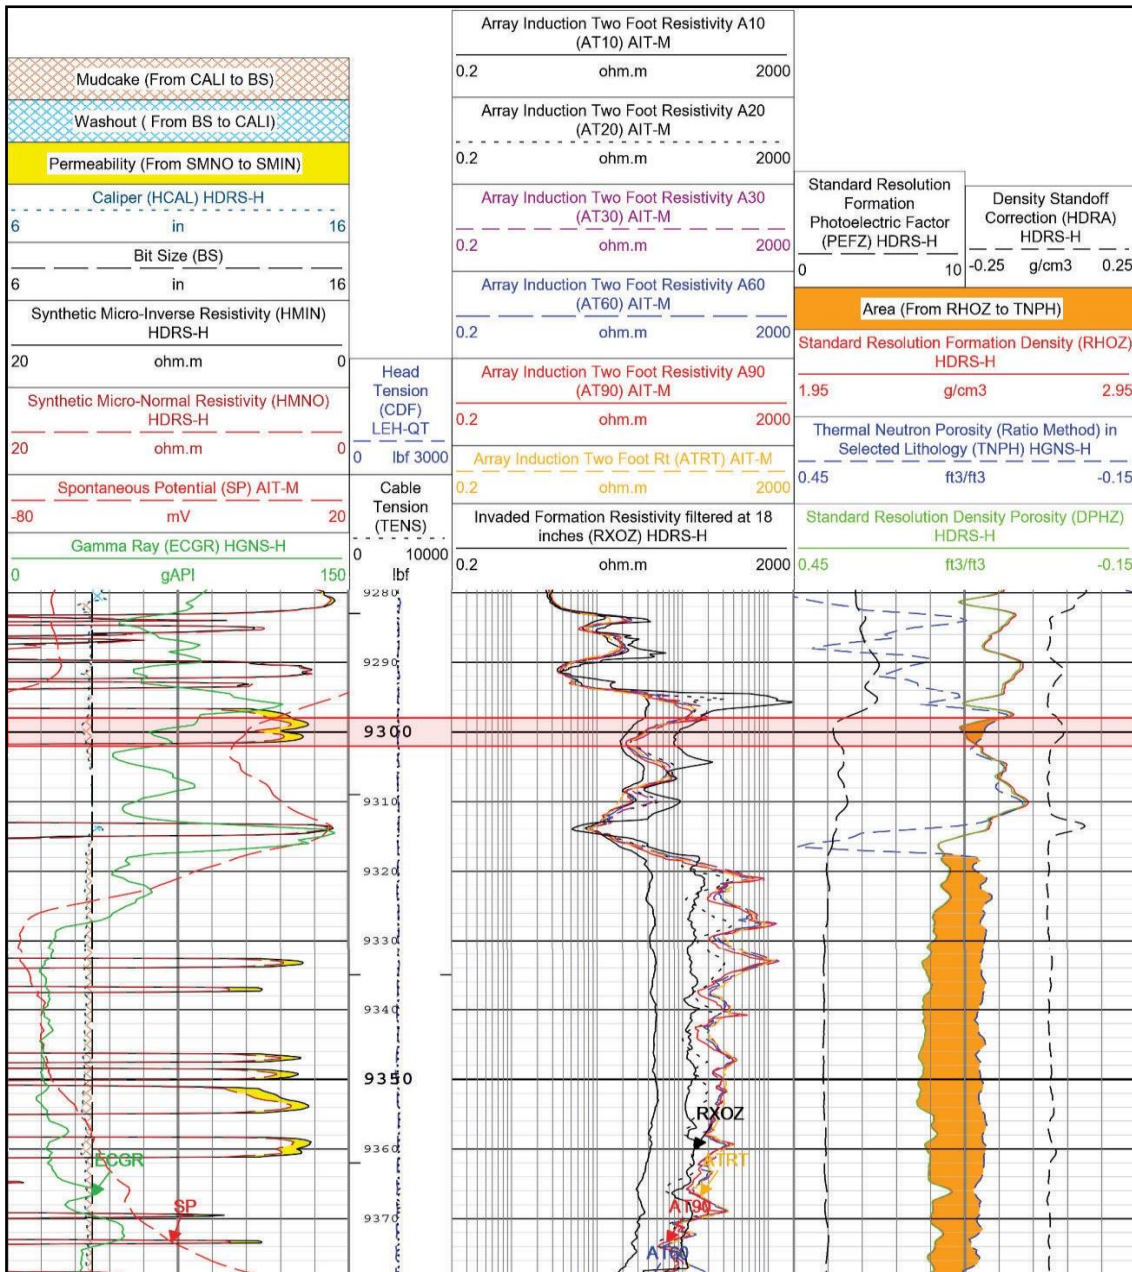 Mudcake (From CALI to BS)
Washout ( From BS to CALI)
Permeability (From SMNO to SMIN)
Caliper (HCAL) HDRS-H
6 in 16
Bit Size (BS)
6 in 16
Synthetic Micro-Inverse Resistivity (HMIN)
HDRS-H
20 ohm.m 0
Synthetic Micro-Normal Resistivity (HMNO)
HDRS-H
20 ohm.m 0
Spontaneous Potential (SP) AIT-M
-80 mV 20
Gamma Ray (ECGR) HGNS-H
0 gAPI 150
Head
Tension
(CDF)
LEH-QT
0 lbf 3000
Cable
Tension
(TENS)
0 10000
lbf
Array Induction Two Foot Resistivity A10
(AT10) AIT-M
0.2 ohm.m 2000
Array Induction Two Foot Resistivity A20
(AT20) AIT-M
0.2 ohm.m 2000
Array Induction Two Foot Resistivity A30
(AT30) AIT-M
0.2 ohm.m 2000
Array Induction Two Foot Resistivity A60
(AT60) AIT-M
0.2 ohm.m 2000
Array Induction Two Foot Resistivity A90
(AT90) AIT-M
0.2 ohm.m 2000
Array Induction Two Foot Rt (ATRT) AIT-M
0.2 ohm.m 2000
Invaded Formation Resistivity filtered at 18
inches (RXOZ) HDRS-H
0.2 ohm.m 2000
Standard Resolution
Formation
Photoelectric Factor
(PEFZ) HDRS-H
0 10
Density Standoff
Correction (HDRA)
HDRS-H
-0.25 g/cm3 0.25
Area (From RHOZ to TNPH)
Standard Resolution Formation Density (RHOZ)
HDRS-H
1.95 g/cm3 2.95
Thermal Neutron Porosity (Ratio Method) in
Selected Lithology (TNPH) HGNS-H
0.45 ft3/ft3 -0.15
Standard Resolution Density Porosity (DPHZ)
HDRS-H
0.45 ft3/ft3 -0.15
9280
9290
9300
9310
9320
9330
9340
9350
9360
9370
ECGR
SP
RXOZ
ATRT
AT90
AT60